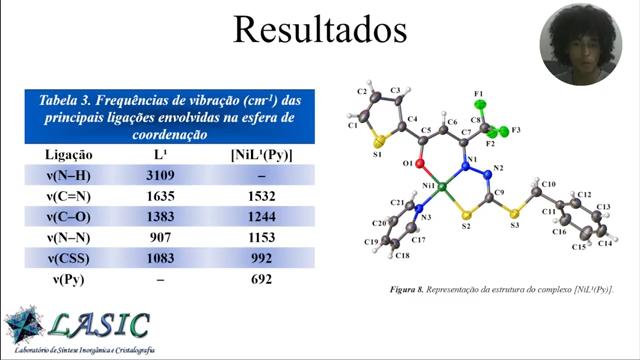 Resultados
Tabela 3. Frequências de vibração (cm-1) das
principais ligações envolvidas na esfera de
coordenação
Ligação L¹ [NiL¹(Py)]
ν(N–H) 3109 –
ν(C=N) 1635 1532
ν(C–O) 1383 1244
ν(N–N) 907 1153
ν(CSS) 1083 992
ν(Py) – 692
F1
C2 C3
C8 F3
C1 C4 C6 F2
C5 C7
S1
O1 N1
Ni1 N2
C10
C21 C9 C12
C20 N3 C11 C13
C19 C17 S2 S3 C16 C14
C18 C15
Figura 8. Representação da estrutura do complexo [NiL¹(Py)].
LASIC
Laboratório de Síntese Inorgânica e Cristalografia